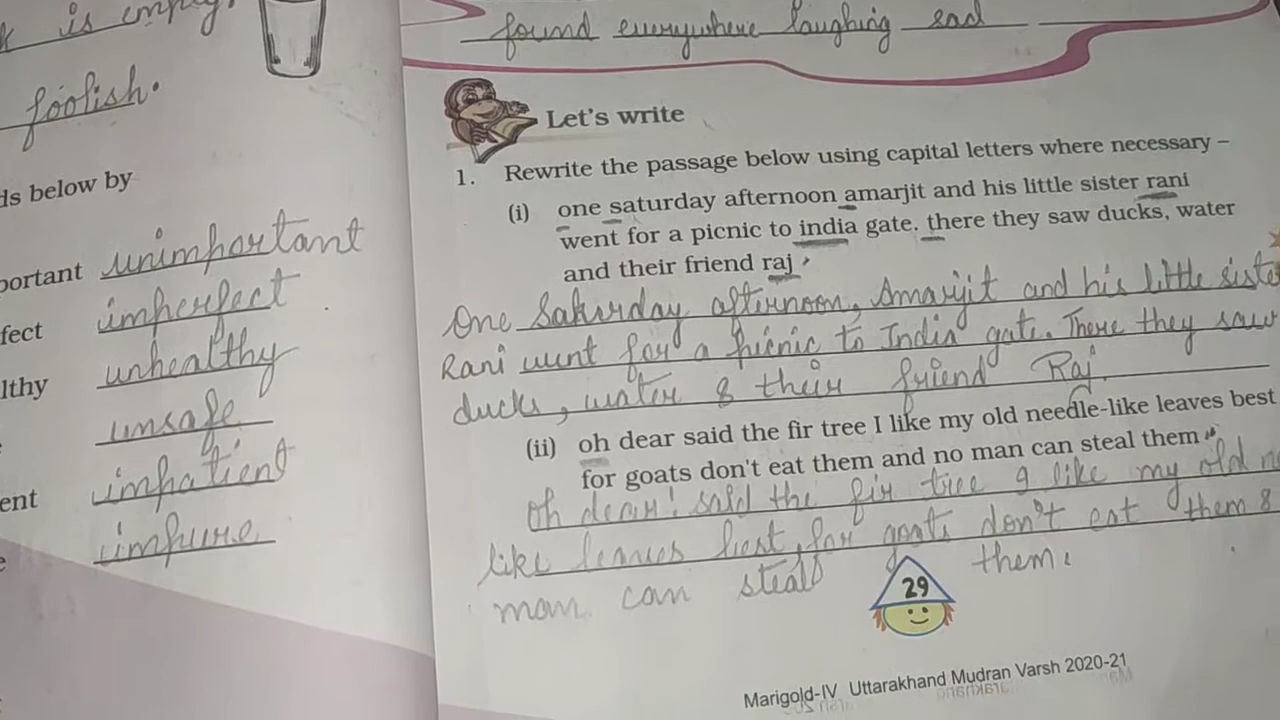 is empty.
foolish.
ds below by
portant unimportant
fect imperfect
lthy unhealthy
unsafe
ent impatient
impure
found everywhere laughing sad
Let's write
1. Rewrite the passage below using capital letters where necessary –
(i) one saturday afternoon amarjit and his little sister rani
went for a picnic to india gate. there they saw ducks, water
and their friend raj
One Saturday afternoon, Amarjit and his little siste
Rani went for a picnic to India gate. There they saw
ducks, water & their friend Raj
(ii) oh dear said the fir tree I like my old needle-like leaves best
for goats don't eat them and no man can steal them
oh dear! said the fir tree I like my old n
like leaves best, for goats don't eat them &
man can steal them.
29
Marigold-IV Uttarakhand Mudran Varsh 2020-21